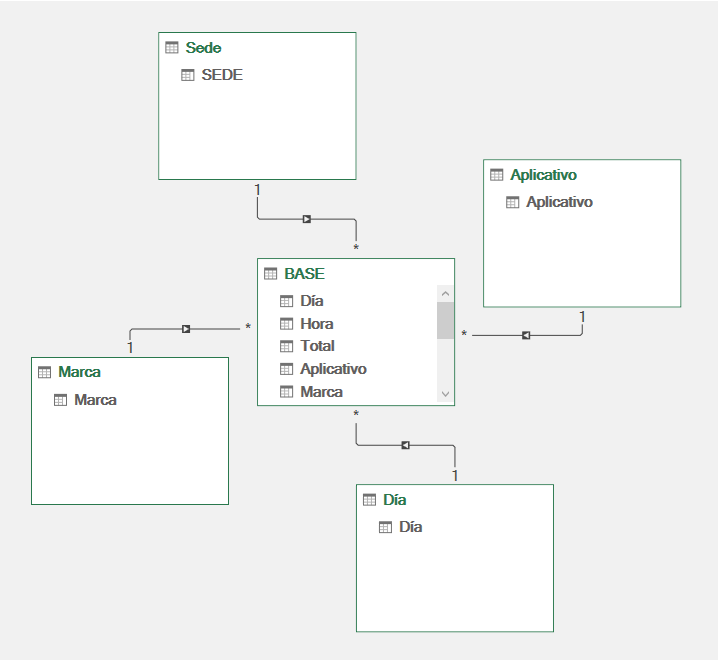 Sede
SEDE
1
*
Aplicativo
Aplicativo
1
*
BASE
Día
Hora
Total
Aplicativo
Marca
*
1
Marca
Marca
*
1
Día
Día